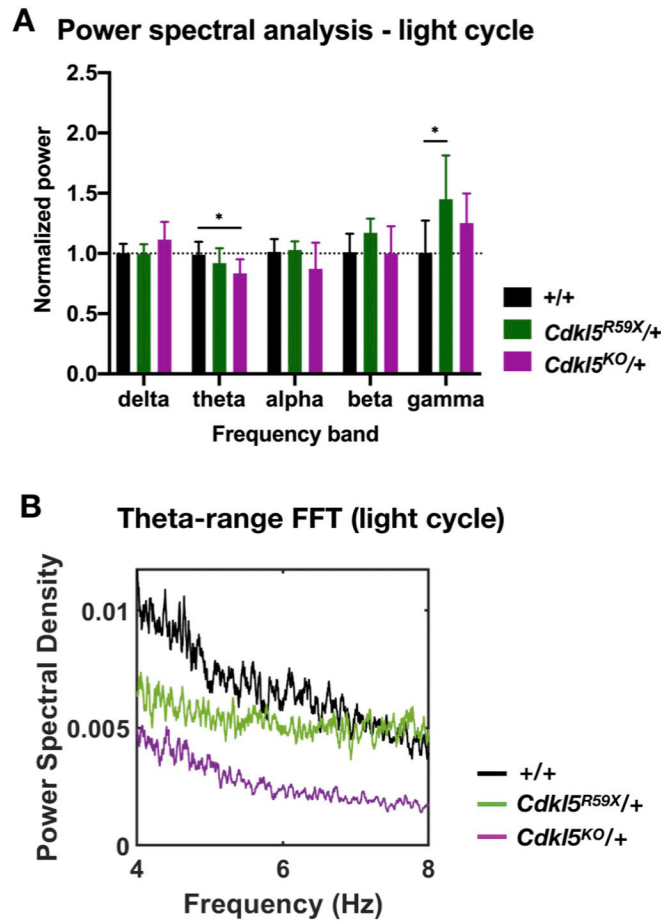 A Power spectral analysis - light cycle
2.5
2.0
1.5
1.0
0.5
0.0
Normalized power
*
*
delta theta alpha beta gamma
Frequency band
+/+
Cdkl5R59X/+
Cdkl5KO/+
B Theta-range FFT (light cycle)
Power Spectral Density
0.01
0.005
0
4 6 8
Frequency (Hz)
+/+
Cdkl5R59X/+
Cdkl5KO/+